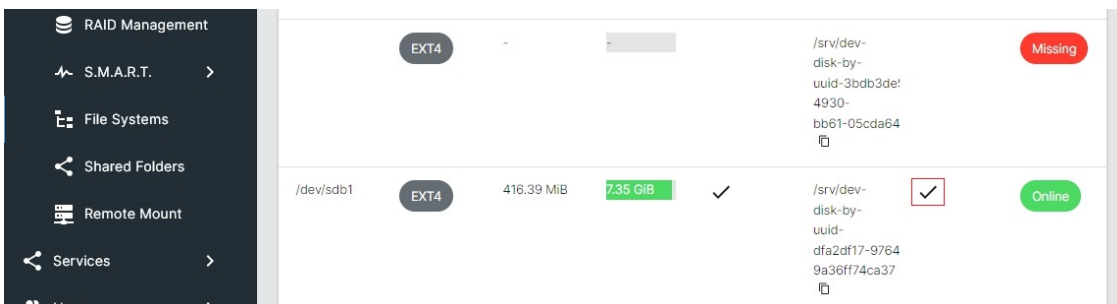 RAID Management
S.M.A.R.T.
File Systems
Shared Folders
Remote Mount
Services
EXT4 - - Missing
/srv/dev-
disk-by-
uuid-3bdb3de
4930-
bb61-05cda64
/dev/sdb1 EXT4 416.39 MiB 7.35 GiB Online
/srv/dev-
disk-by-
uuid-
dfa2df17-9764
9a36ff74ca37